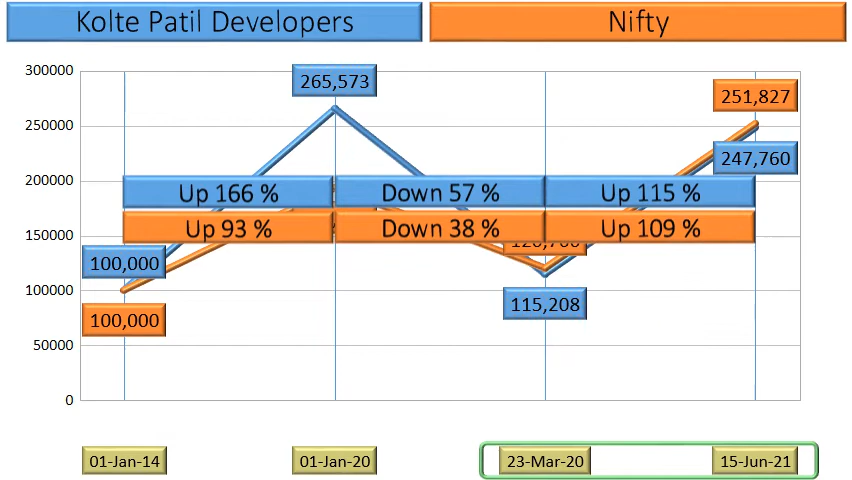 Kolte Patil Developers
Nifty
300000
265,573
251,827
250000
247,760
200000
Up 166 %
Down 57 %
Up 115 %
Up 93 %
Down 38 %
Up 109 %
150000
100,000
100000
115,208
100,000
50000
0
01-Jan-14
01-Jan-20
23-Mar-20
15-Jun-21